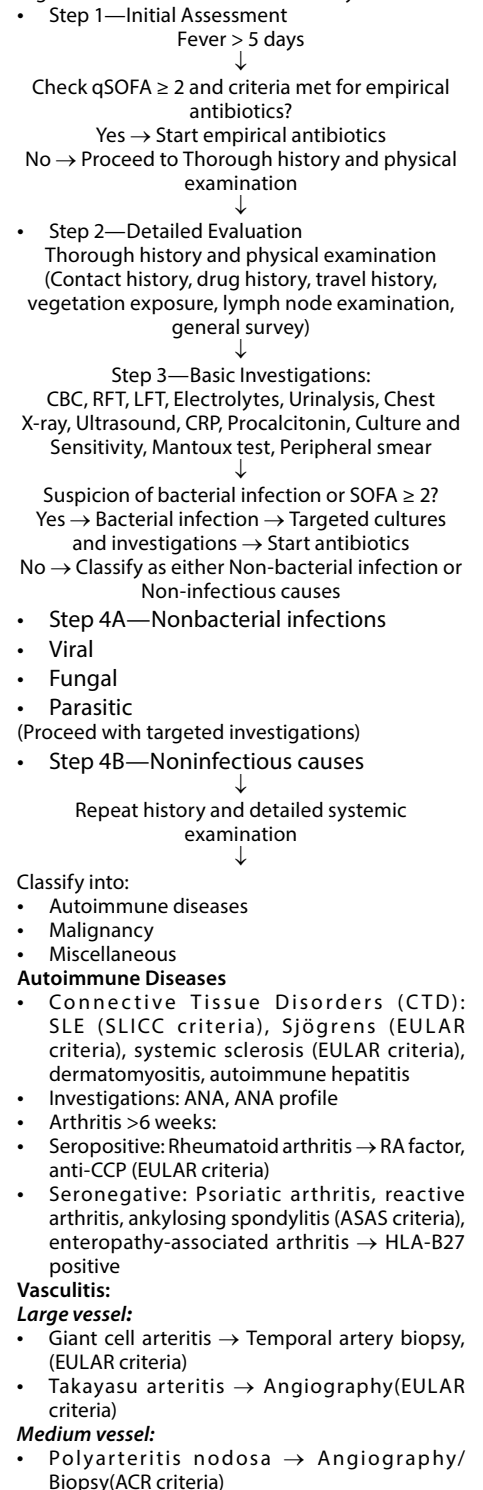 • Step 1—Initial Assessment
Fever > 5 days
↓
Check qSOFA ≥ 2 and criteria met for empirical
antibiotics?
Yes → Start empirical antibiotics
No → Proceed to Thorough history and physical
examination
↓
• Step 2—Detailed Evaluation
Thorough history and physical examination
(Contact history, drug history, travel history,
vegetation exposure, lymph node examination,
general survey)
↓
Step 3—Basic Investigations:
CBC, RFT, LFT, Electrolytes, Urinalysis, Chest
X-ray, Ultrasound, CRP, Procalcitonin, Culture and
Sensitivity, Mantoux test, Peripheral smear
↓
Suspicion of bacterial infection or SOFA ≥ 2?
Yes → Bacterial infection → Targeted cultures
and investigations → Start antibiotics
No → Classify as either Non-bacterial infection or
Non-infectious causes
• Step 4A—Nonbacterial infections
• Viral
• Fungal
• Parasitic
(Proceed with targeted investigations)
• Step 4B—Noninfectious causes
↓
Repeat history and detailed systemic
examination
↓
Classify into:
• Autoimmune diseases
• Malignancy
• Miscellaneous
Autoimmune Diseases
• Connective Tissue Disorders (CTD):
SLE (SLICC criteria), Sjögrens (EULAR
criteria), systemic sclerosis (EULAR criteria),
dermatomyositis, autoimmune hepatitis
• Investigations: ANA, ANA profile
• Arthritis >6 weeks:
• Seropositive: Rheumatoid arthritis → RA factor,
anti-CCP (EULAR criteria)
• Seronegative: Psoriatic arthritis, reactive
arthritis, ankylosing spondylitis (ASAS criteria),
enteropathy-associated arthritis → HLA-B27
positive
Vasculitis:
Large vessel:
• Giant cell arteritis → Temporal artery biopsy,
(EULAR criteria)
• Takayasu arteritis → Angiography(EULAR
criteria)
Medium vessel:
• Polyarteritis nodosa → Angiography/
Biopsy(ACR criteria)